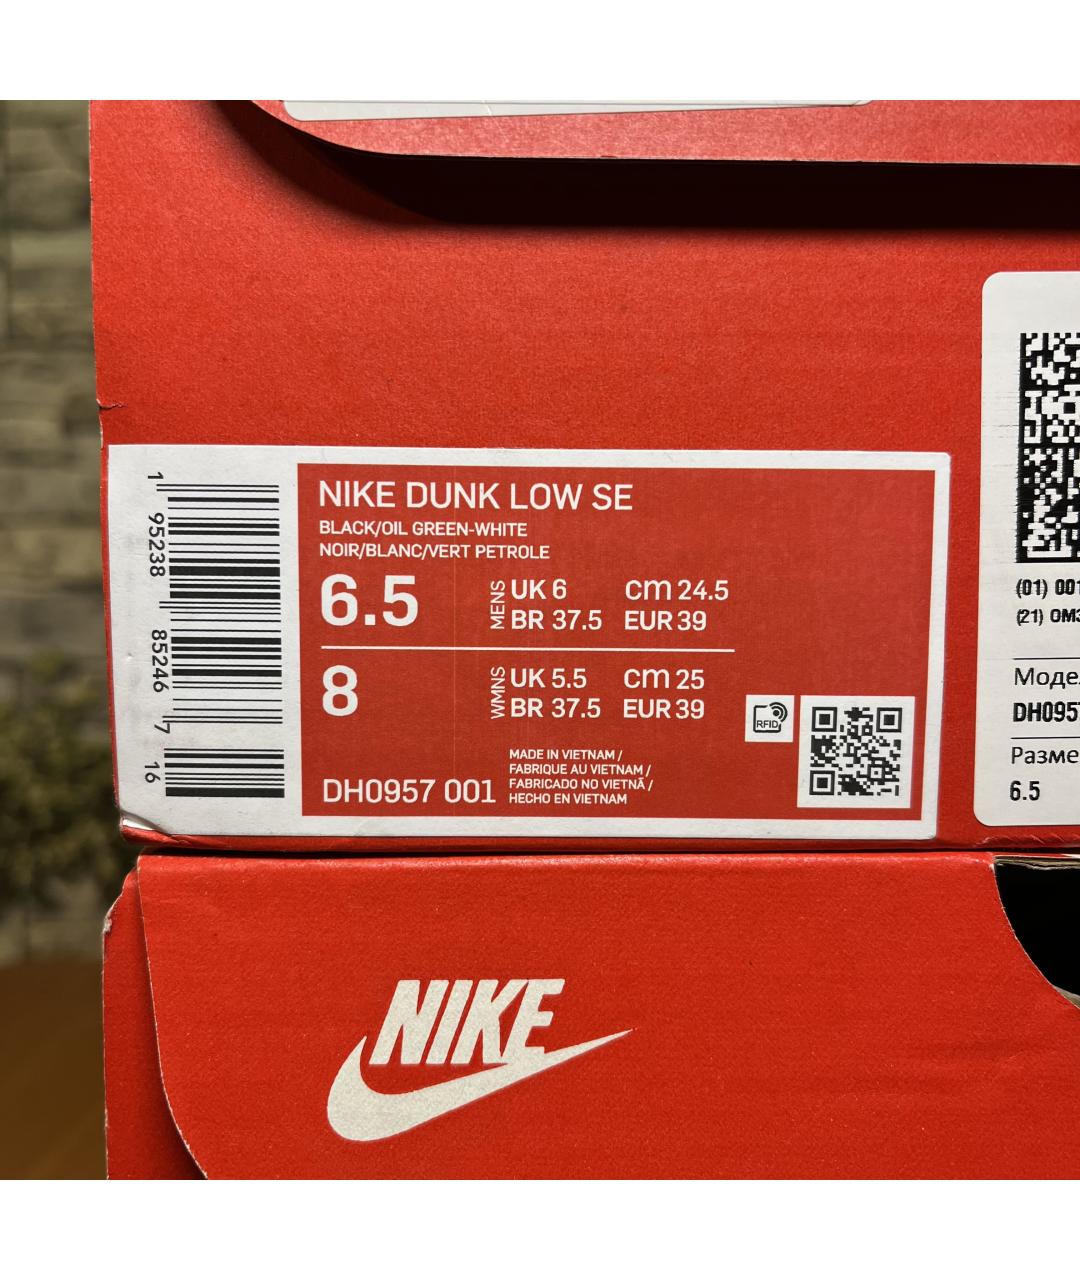 NIKE DUNK LOW SE
BLACK/OIL GREEN-WHITE
NOIR/BLANC/VERT PETROLE
6.5
MENS
UK 6 cm 24.5
BR 37.5 EUR 39
8
WMNS
UK 5.5 cm 25
BR 37.5 EUR 39
MADE IN VIETNAM /
FABRIQUE AU VIETNAM /
FABRICADO NO VIETNÃ /
HECHO EN VIETNAM
DH0957 001
RFID
1 95238 85246 7 16
(01) 001
(21) OM3
Моде
DH095
Разме
6.5
NIKE